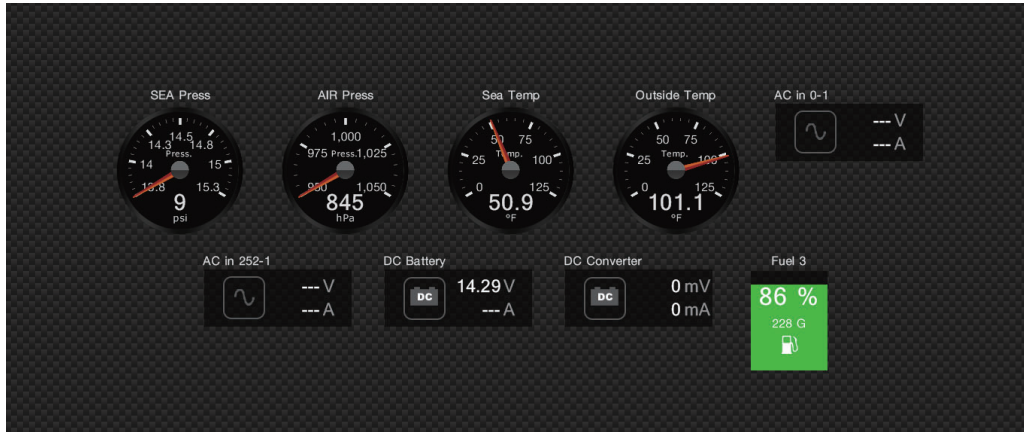 SEA Press
14.5
14.3
14.8
Press.
14
15
13.8
15.3
9
psi
AIR Press
1,000
975
Press.
1,025
950
1,050
845
hPa
Sea Temp
50
75
Temp.
25
100
0
125
50.9
°F
Outside Temp
50
75
Temp.
25
100
0
125
101.1
°F
AC in 0-1
--- V
--- A
AC in 252-1
--- V
--- A
DC Battery
DC
14.29 V
--- A
DC Converter
DC
0 mV
0 mA
Fuel 3
86 %
228 G